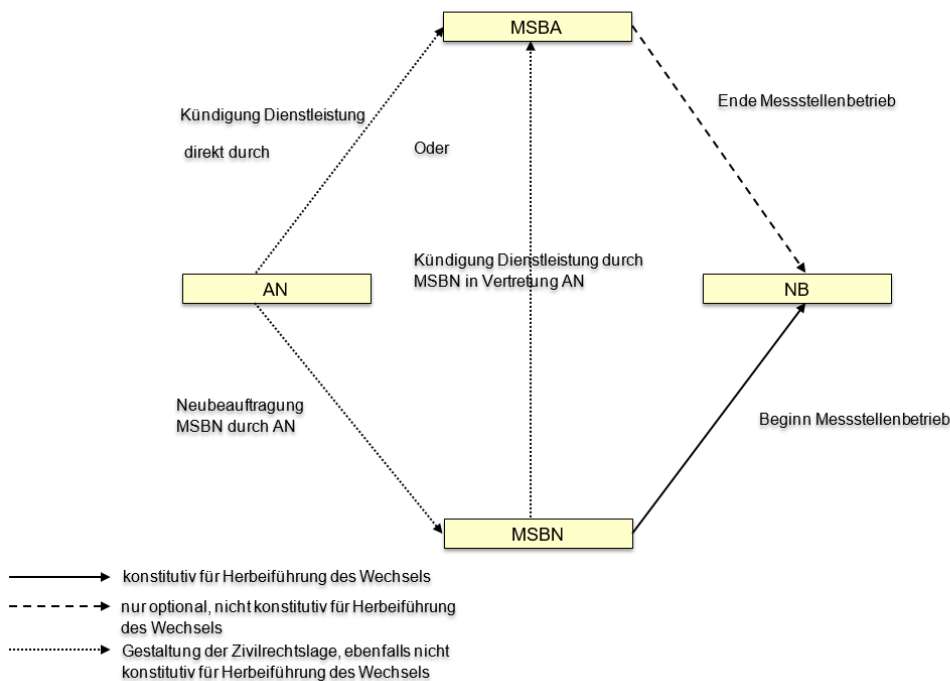 MSBA
Kündigung Dienstleistung
direkt durch
Oder
Ende Messstellenbetrieb
AN
Kündigung Dienstleistung durch
MSBN in Vertretung AN
NB
Neubeauftragung
MSBN durch AN
Beginn Messstellenbetrieb
MSBN
konstitutiv für Herbeiführung des Wechsels
nur optional, nicht konstitutiv für Herbeiführung
des Wechsels
Gestaltung der Zivilrechtslage, ebenfalls nicht
konstitutiv für Herbeiführung des Wechsels